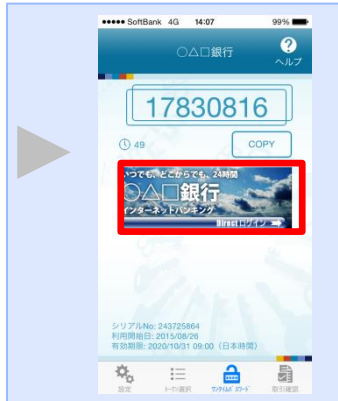 SoftBank 4G 14:07 99%
○△□銀行
ヘルプ
17830816
49
COPY
いつでも、どこからでも、24時間
○△□銀行
インターネットバンキング
Direct ログイン
シリアルNo: 243725864
利用開始日: 2015/08/26
有効期限: 2020/10/31 09:00（日本時間）
設定 トークン選択 ワンタイムパスワード 取引確認